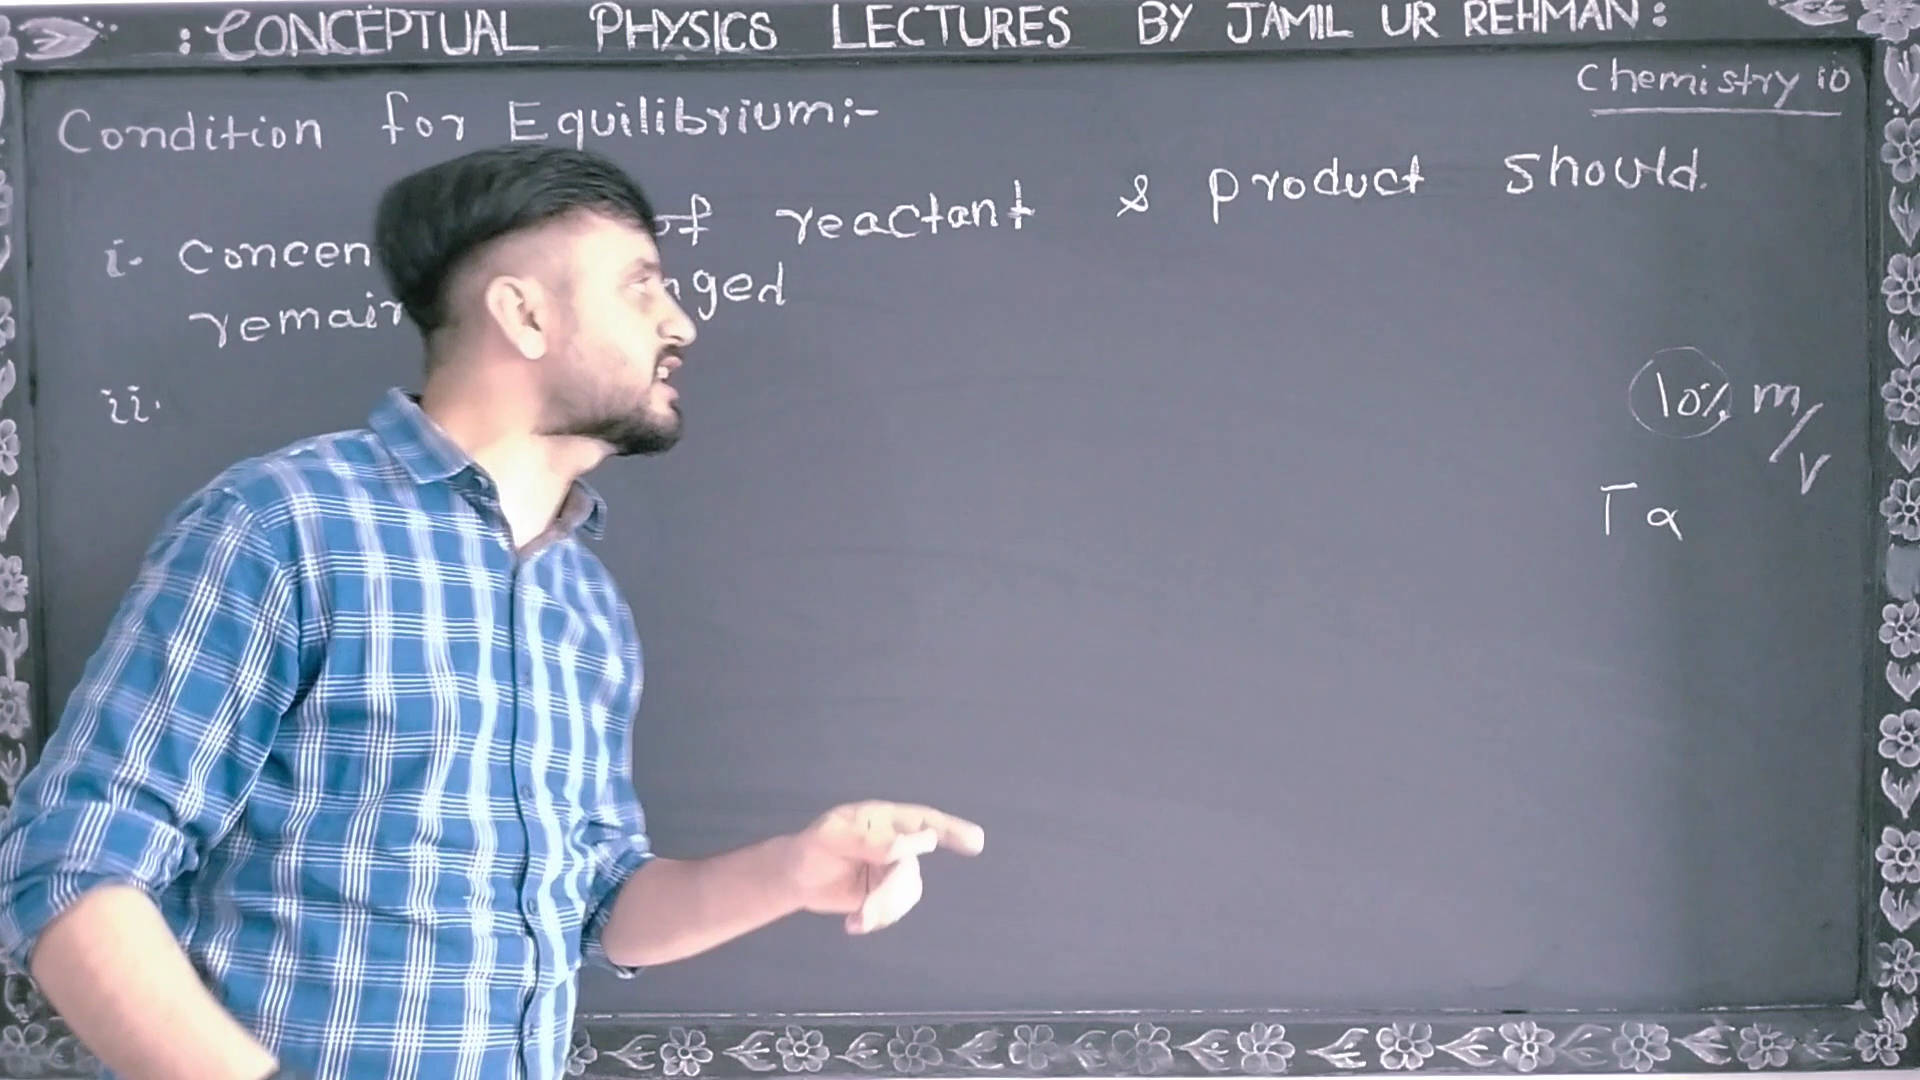 : CONCEPTUAL PHYSICS LECTURES BY JAMIL UR REHMAN :
Chemistry 10
Condition for Equilibrium:-
i. concen of reactant & product should.
remain nged
ii.
10% m/v
T α